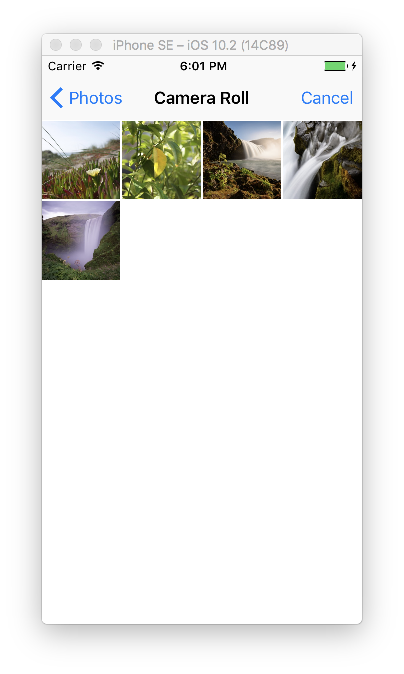 iPhone SE – iOS 10.2 (14C89)
Carrier 6:01 PM
Photos Camera Roll Cancel